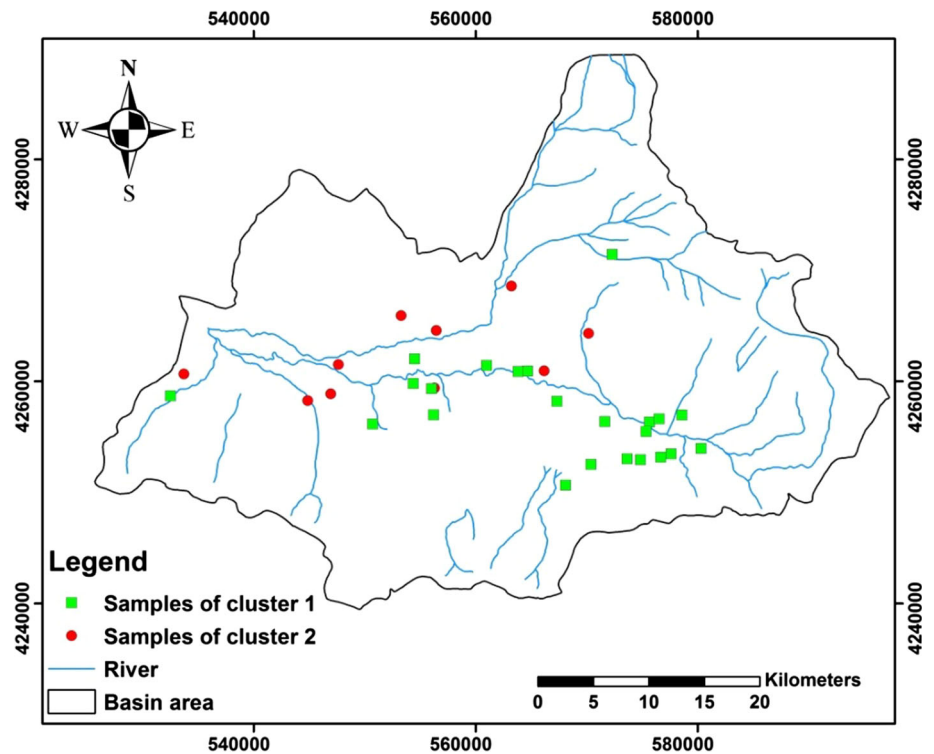 540000 560000 580000
N
W E
S
4280000 4280000
4260000 4260000
4240000 4240000
Legend
Samples of cluster 1
Samples of cluster 2
River
Basin area
Kilometers
0 5 10 15 20
540000 560000 580000